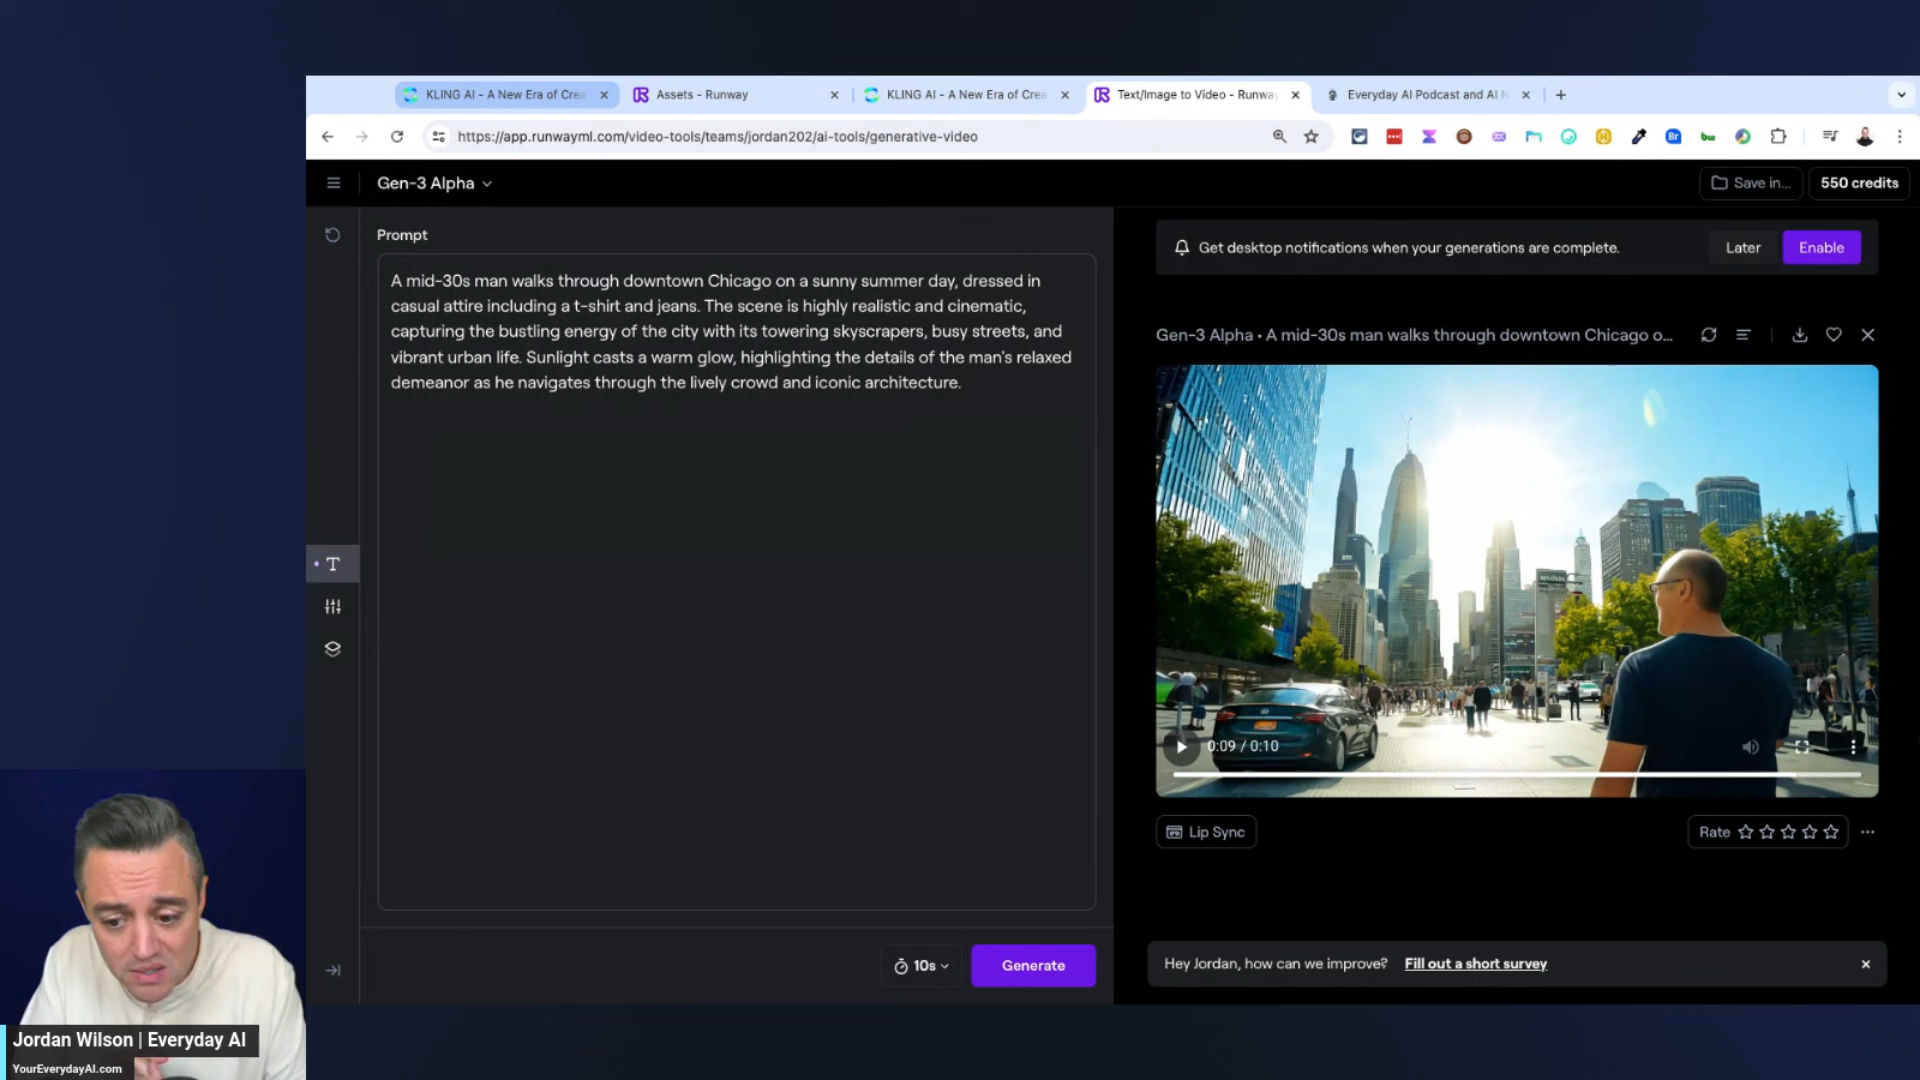 KLING AI - A New Era of Crea
Assets - Runway
KLING AI - A New Era of Crea
Text/Image to Video - Runway
Everyday AI Podcast and AI N
https://app.runwayml.com/video-tools/teams/jordan202/ai-tools/generative-video
Gen-3 Alpha
Save in...
550 credits
Prompt
A mid-30s man walks through downtown Chicago on a sunny summer day, dressed in
casual attire including a t-shirt and jeans. The scene is highly realistic and cinematic,
capturing the bustling energy of the city with its towering skyscrapers, busy streets, and
vibrant urban life. Sunlight casts a warm glow, highlighting the details of the man's relaxed
demeanor as he navigates through the lively crowd and iconic architecture.
10s
Generate
Get desktop notifications when your generations are complete.
Later
Enable
Gen-3 Alpha • A mid-30s man walks through downtown Chicago o...
0:09 / 0:10
Lip Sync
Rate
Hey Jordan, how can we improve? Fill out a short survey
Jordan Wilson | Everyday AI
YourEverydayAI.com